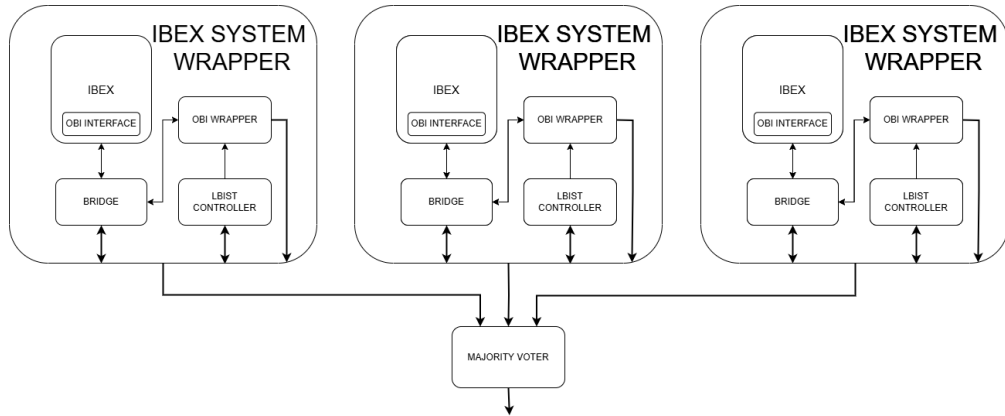 IBEX SYSTEM
WRAPPER
IBEX
OBI INTERFACE
OBI WRAPPER
BRIDGE
LBIST
CONTROLLER
IBEX SYSTEM
WRAPPER
IBEX
OBI INTERFACE
OBI WRAPPER
BRIDGE
LBIST
CONTROLLER
IBEX SYSTEM
WRAPPER
IBEX
OBI INTERFACE
OBI WRAPPER
BRIDGE
LBIST
CONTROLLER
MAJORITY VOTER